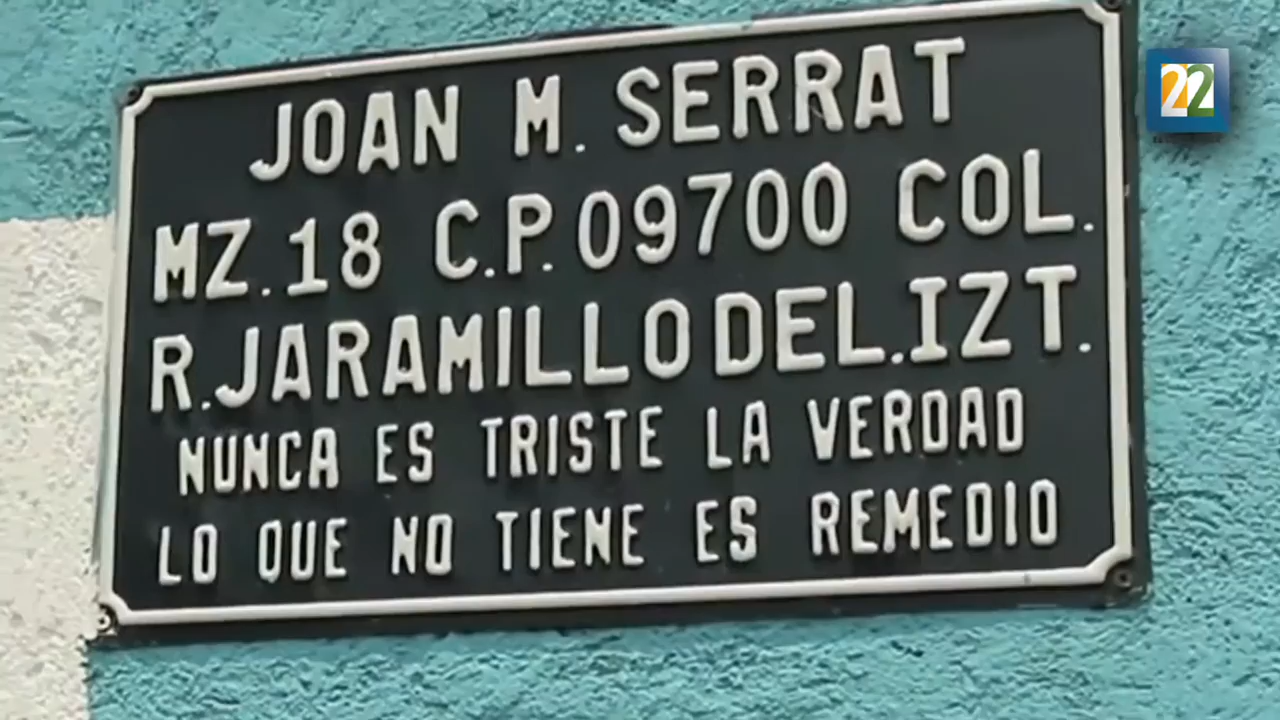 JOAN M. SERRAT
MZ. 18 C.P. 09700 COL.
R. JARAMILLO DEL. IZT.
NUNCA ES TRISTE LA VERDAD
LO QUE NO TIENE ES REMEDIO
22